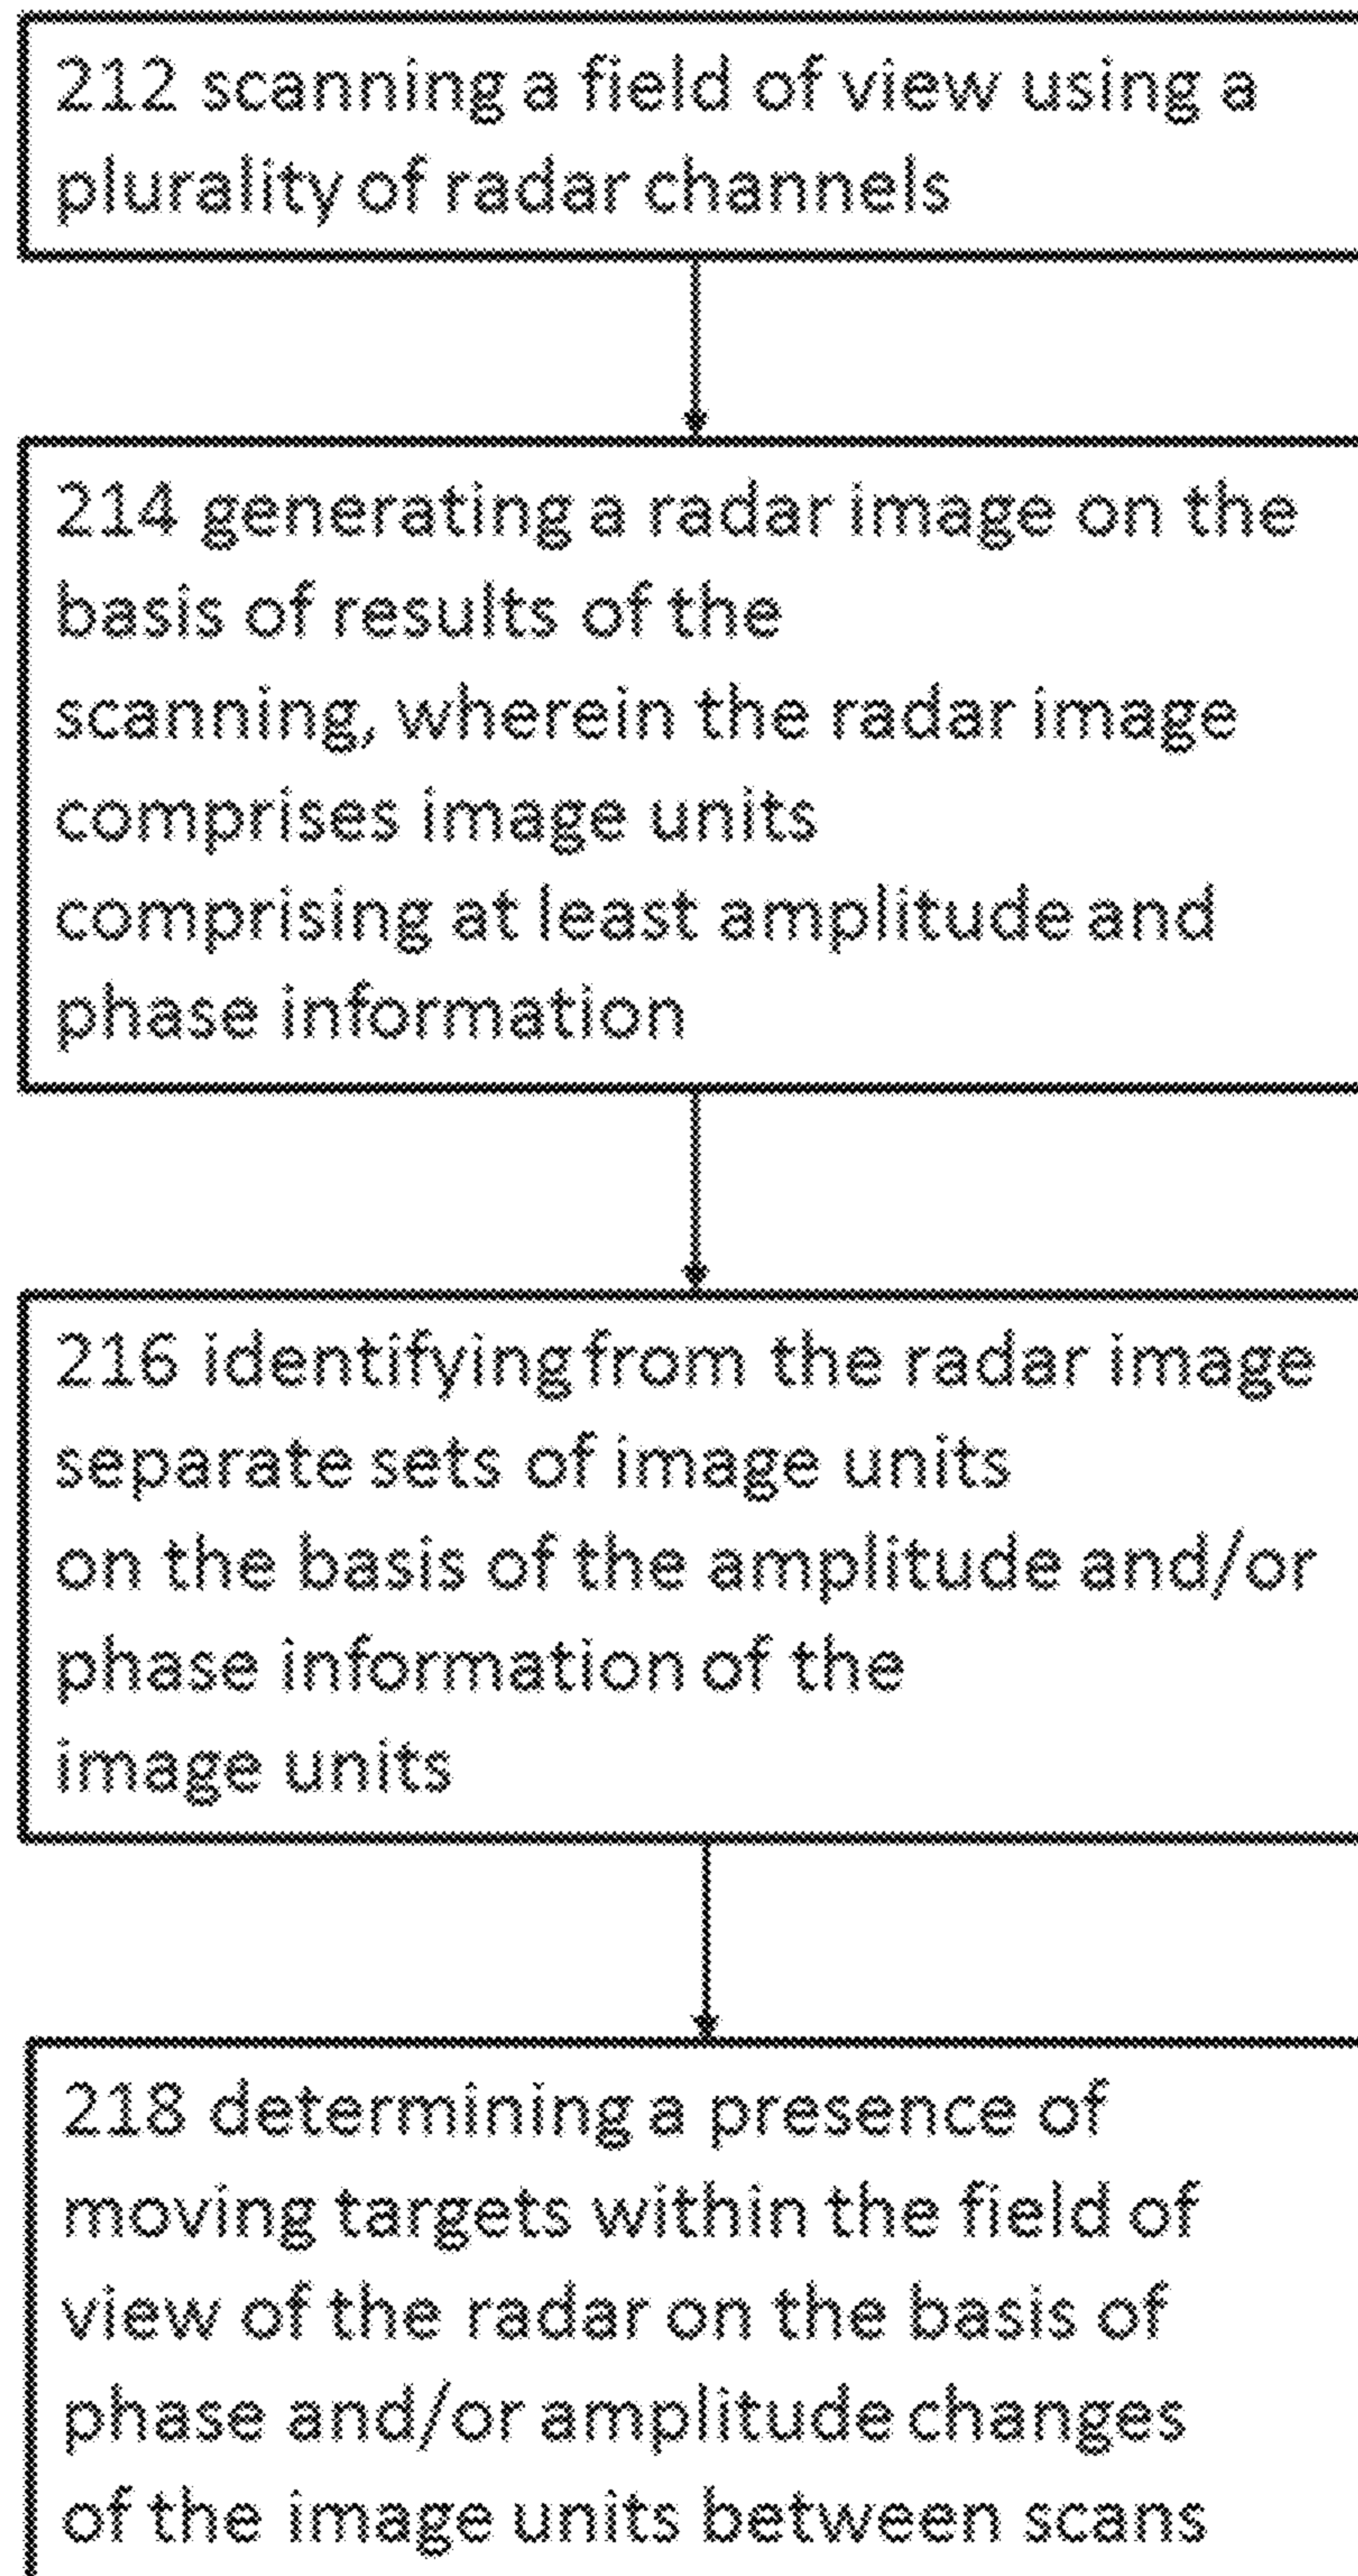 212 scanning a field of view using a
plurality of radar channels
214 generating a radar image on the
basis of results of the
scanning, wherein the radar image
comprises image units
comprising at least amplitude and
phase information
216 identifying from the radar image
separate sets of image units
on the basis of the amplitude and/or
phase information of the
image units
218 determining a presence of
moving targets within the field of
view of the radar on the basis of
phase and/or amplitude changes
of the image units between scans